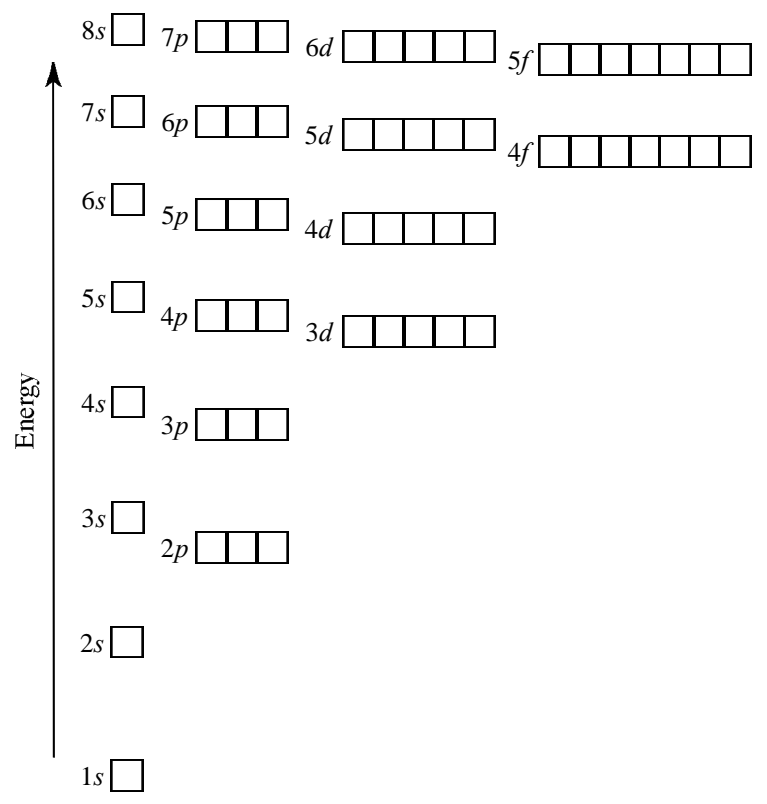 8s 7p 6d 5f
7s 6p 5d 4f
6s 5p 4d
5s 4p 3d
4s 3p
Energy
3s 2p
2s
1s